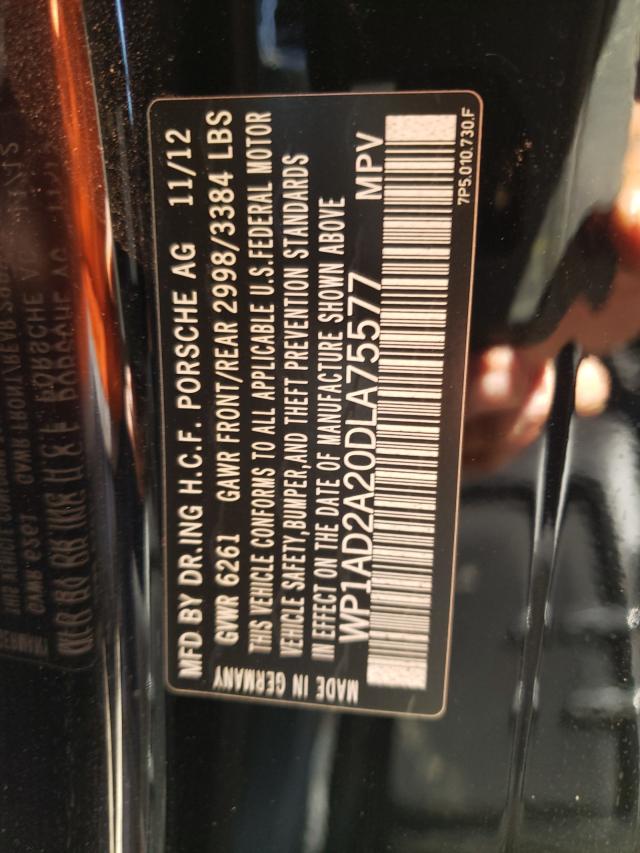 MFD BY DR.ING H.C.F. PORSCHE AG 11/12
GVWR 6261 GAWR FRONT/REAR 2998/3384 LBS
THIS VEHICLE CONFORMS TO ALL APPLICABLE U.S.FEDERAL MOTOR
VEHICLE SAFETY,BUMPER,AND THEFT PREVENTION STANDARDS
IN EFFECT ON THE DATE OF MANUFACTURE SHOWN ABOVE
WP1AD2A20DLA75577 MPV
MADE IN GERMANY
7P5.010.730.F